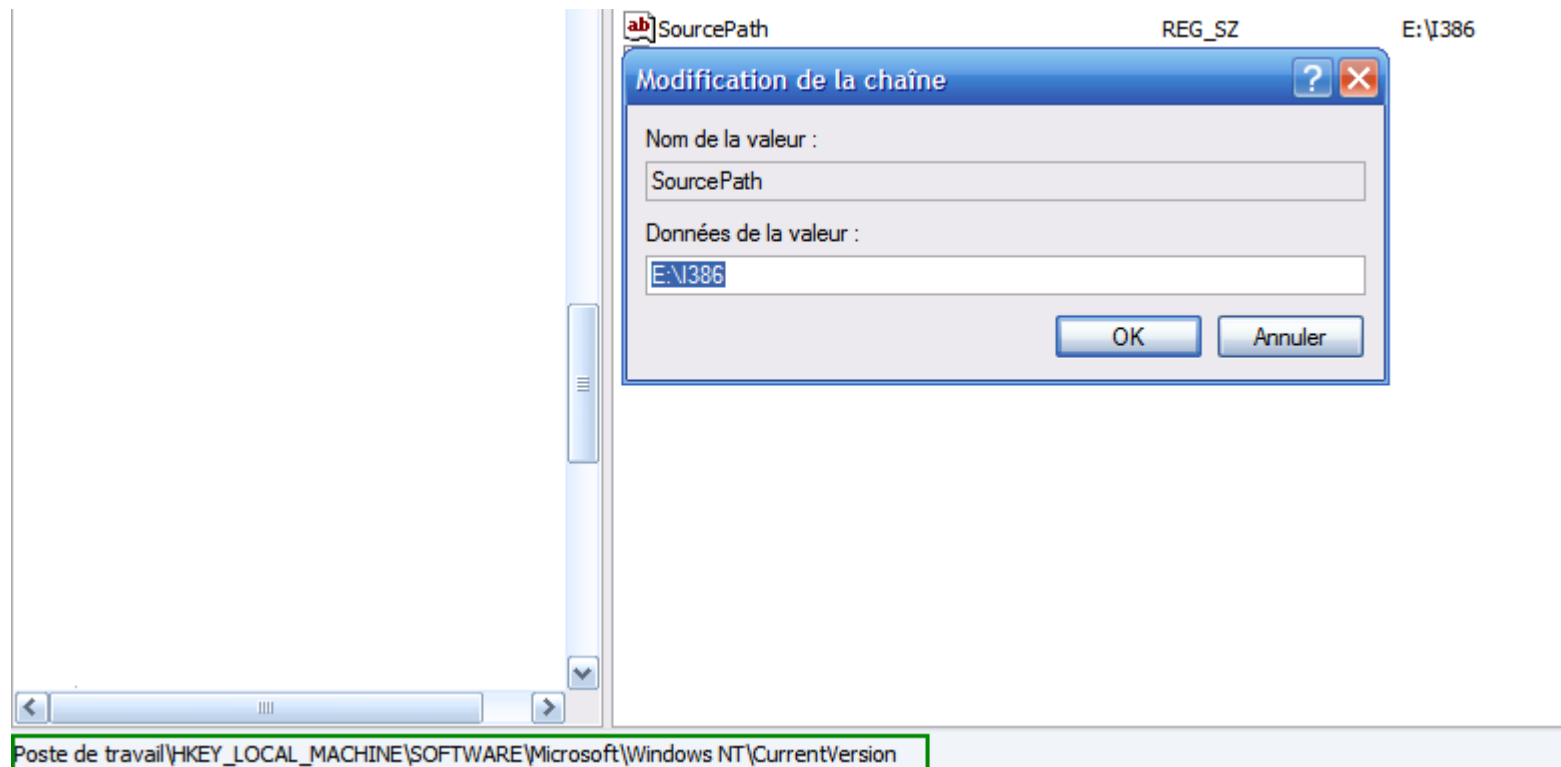 SourcePath REG_SZ E:\I386
Modification de la chaîne
Nom de la valeur :
SourcePath
Données de la valeur :
E:\I386
OK Annuler
Poste de travail\HKEY_LOCAL_MACHINE\SOFTWARE\Microsoft\Windows NT\CurrentVersion